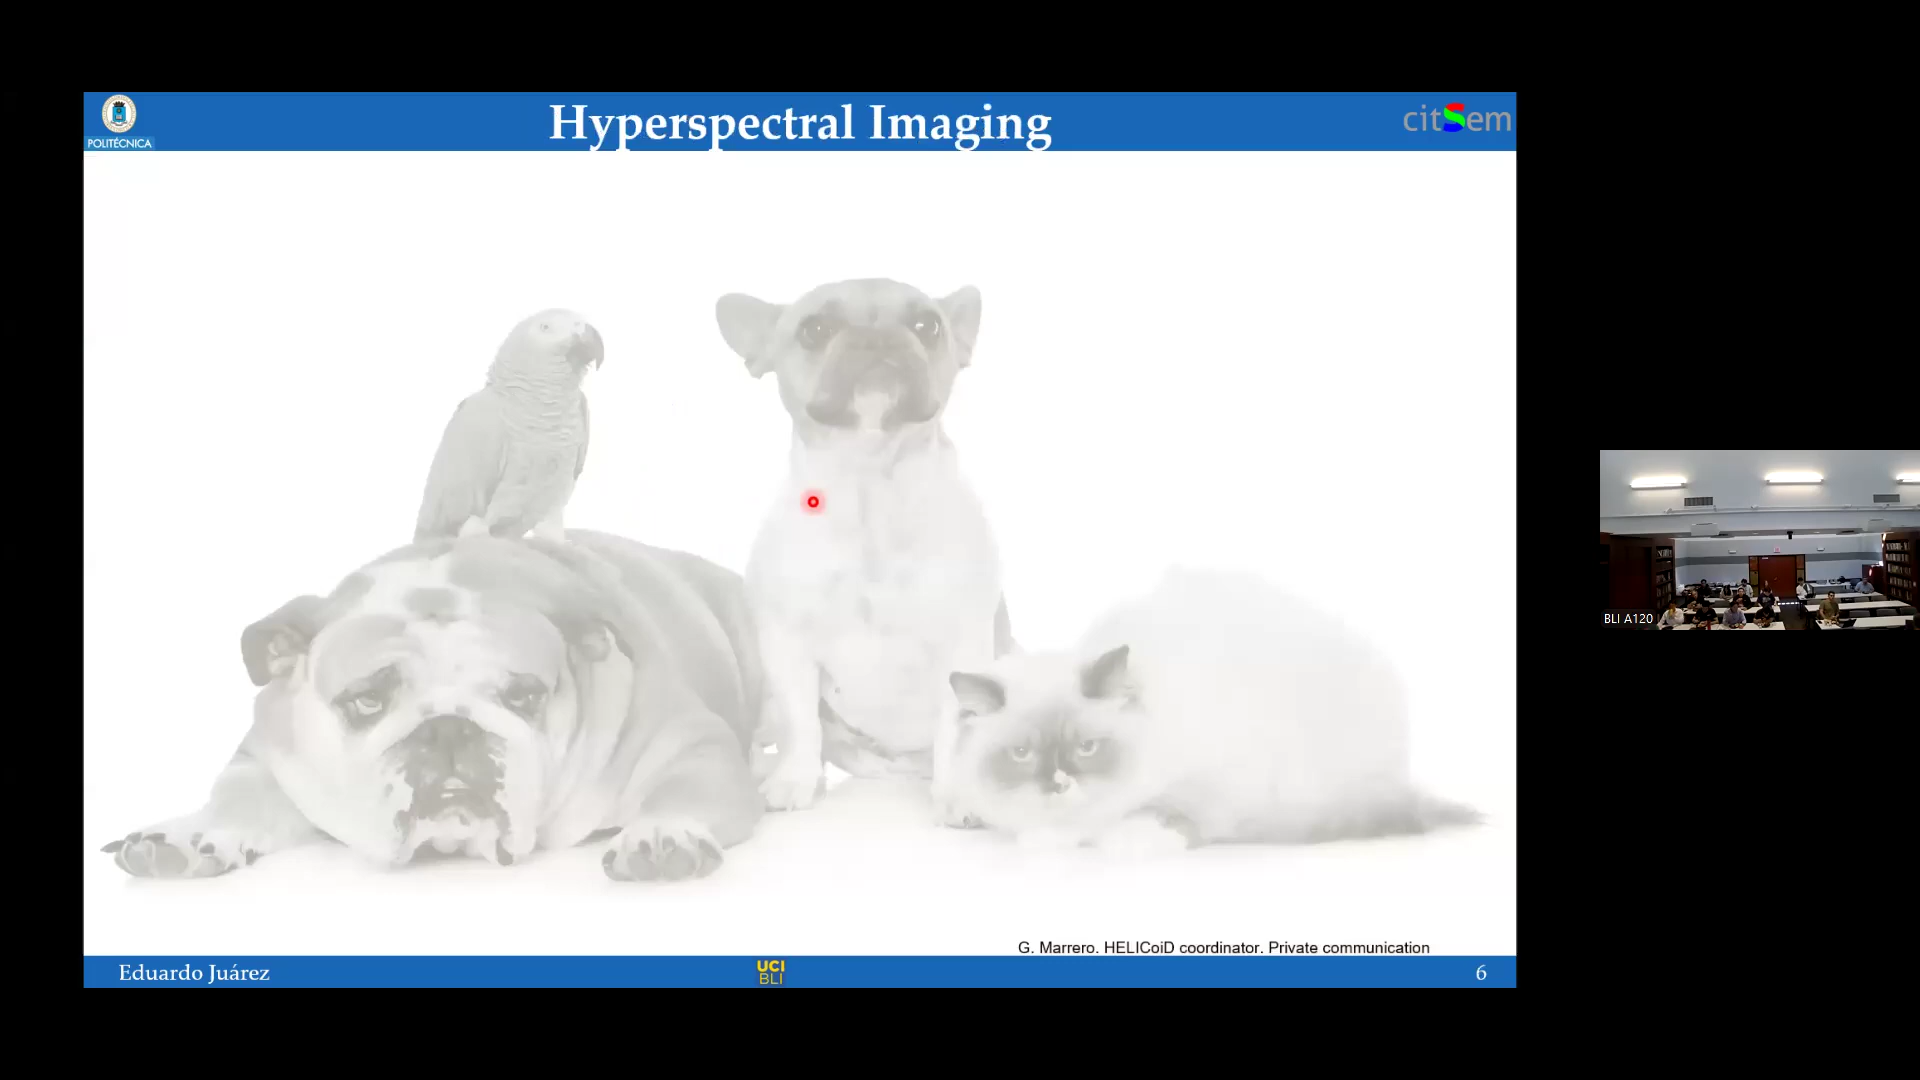 POLITÉCNICA
Hyperspectral Imaging
citSem
BLI A120
G. Marrero. HELICoiD coordinator. Private communication
Eduardo Juárez
UCI
BLI
6